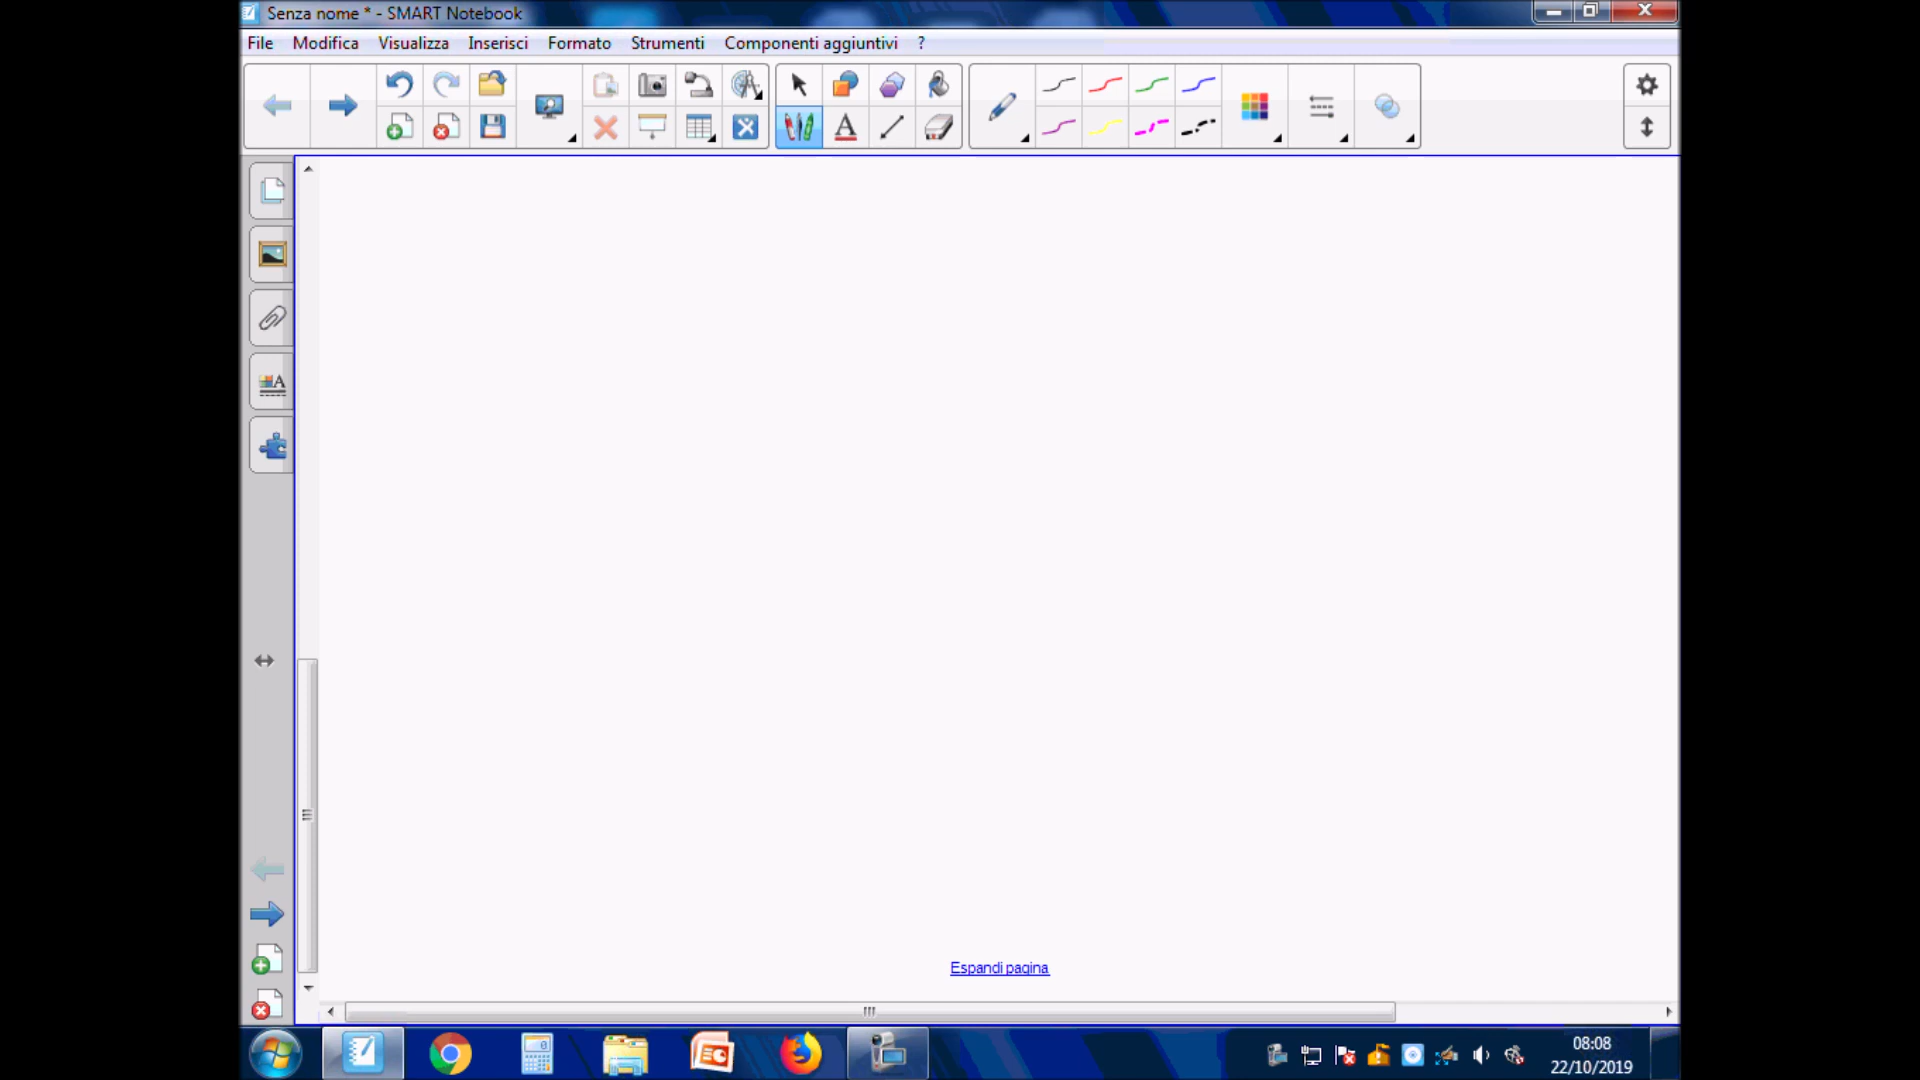 Senza nome * - SMART Notebook
File Modifica Visualizza Inserisci Formato Strumenti Componenti aggiuntivi ?
Espandi pagina
08:08
22/10/2019